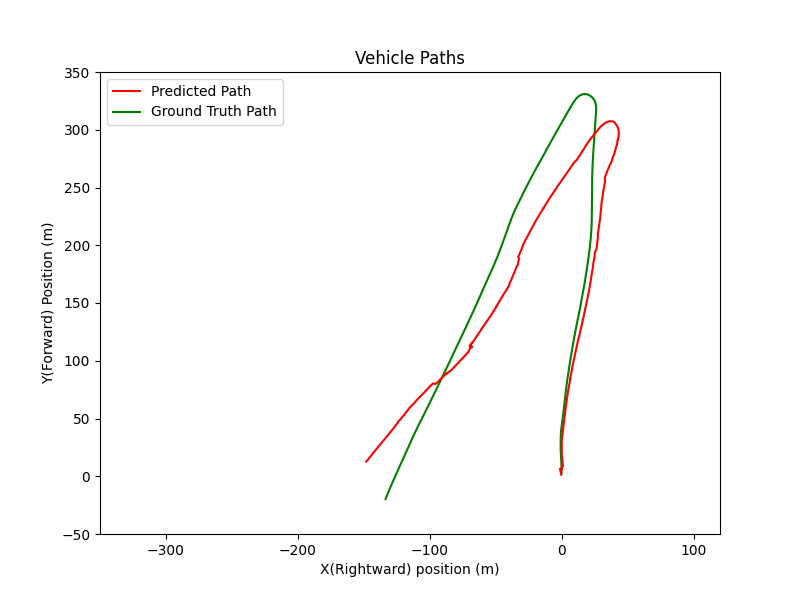 Vehicle Paths
Predicted Path
Ground Truth Path
350
300
250
200
150
100
50
0
−50
Y(Forward) Position (m)
−300
−200
−100
0
100
X(Rightward) position (m)